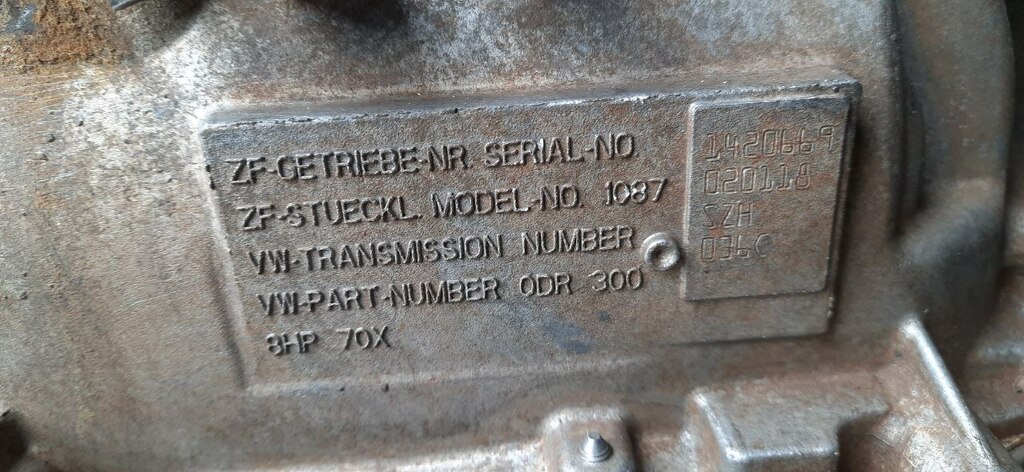 ZF-GETRIEBE-NR. SERIAL-NO. 1420669
ZF-STUECKL. MODEL-NO. 1087 020118
VW-TRANSMISSION NUMBER SZH
VW-PART-NUMBER 0DR 300
8HP 70X